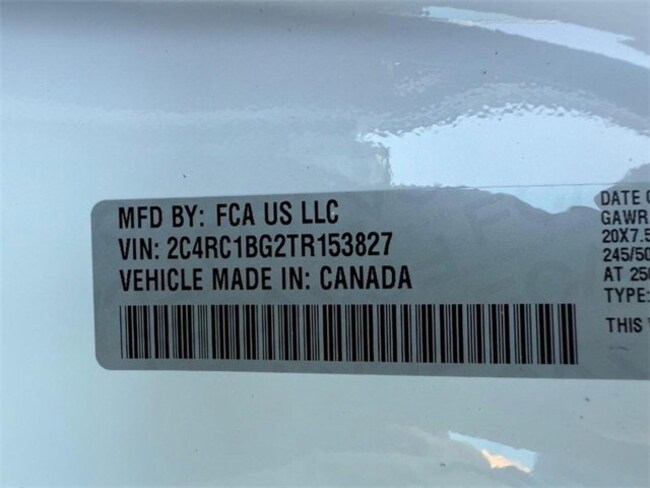 MFD BY: FCA US LLC
VIN: 2C4RC1BG2TR153827
VEHICLE MADE IN: CANADA
DATE
GAWR
20X7.5
245/50
AT 250
TYPE:
THIS